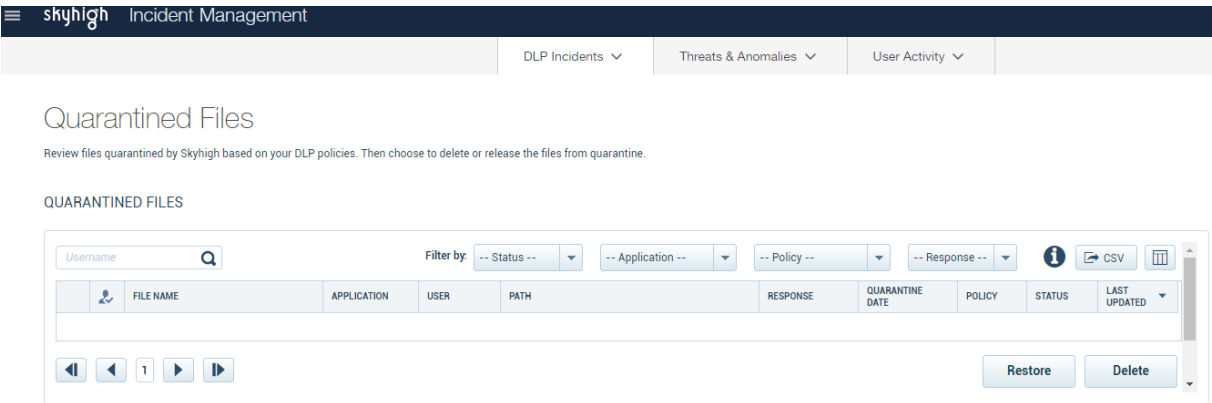 skyhigh Incident Management
DLP Incidents Threats & Anomalies User Activity
Quarantined Files
Review files quarantined by Skyhigh based on your DLP policies. Then choose to delete or release the files from quarantine.
QUARANTINED FILES
Username Filter by: -- Status -- -- Application -- -- Policy -- -- Response -- CSV
FILE NAME APPLICATION USER PATH RESPONSE QUARANTINE DATE POLICY STATUS LAST UPDATED
1 Restore Delete